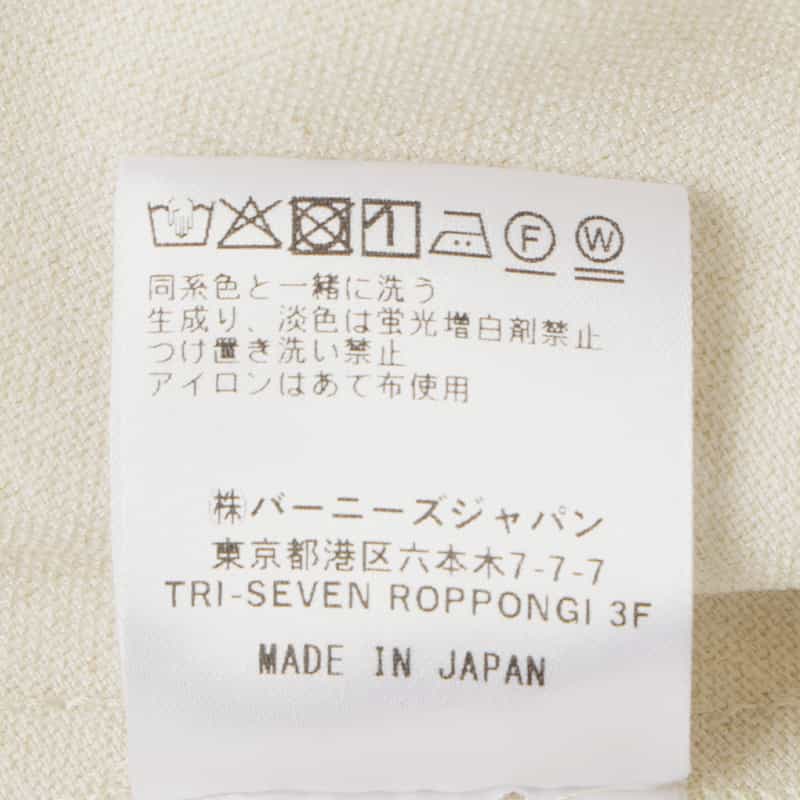 F W
同系色と一緒に洗う
生成り、淡色は蛍光増白剤禁止
つけ置き洗い禁止
アイロンはあて布使用
㈱バーニーズジャパン
東京都港区六本木7-7-7
TRI-SEVEN ROPPONGI 3F
MADE IN JAPAN